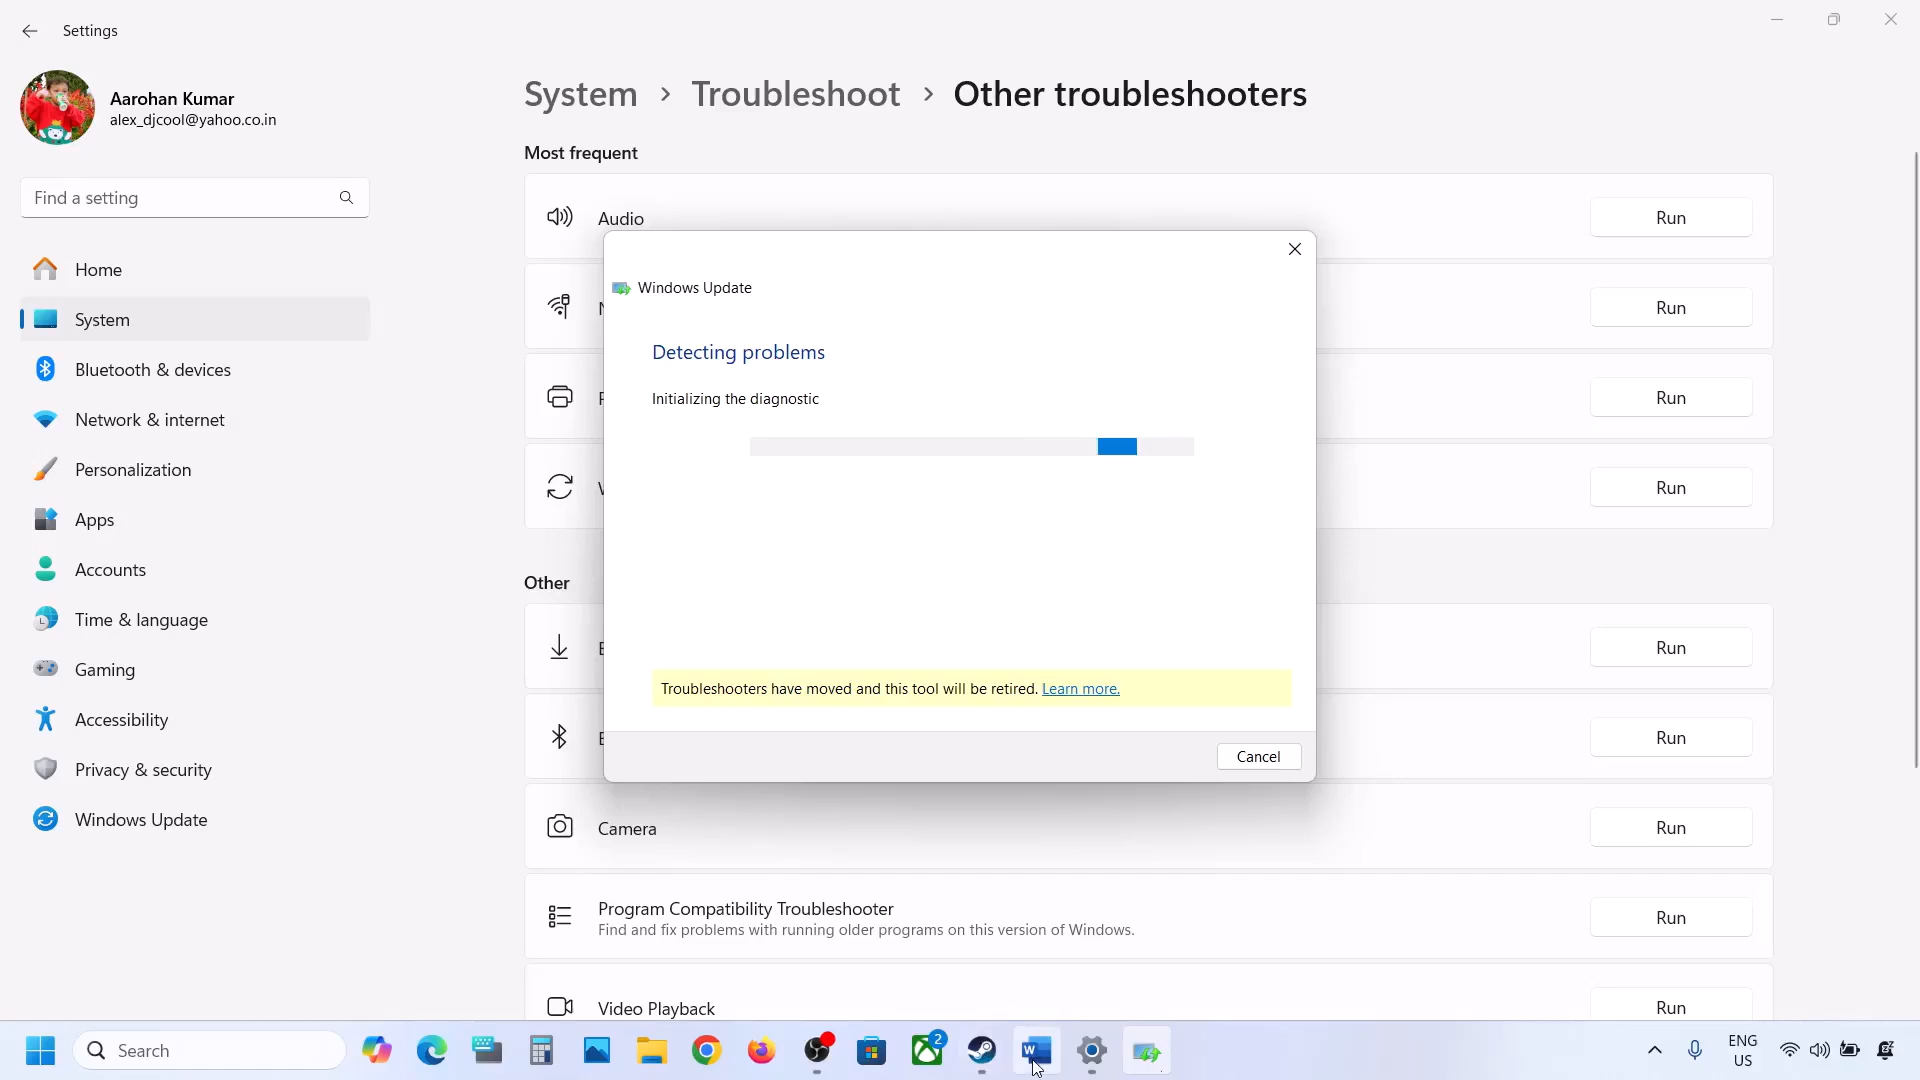 Settings
Aarohan Kumar
alex_djcool@yahoo.co.in
Find a setting
Home
System
Bluetooth & devices
Network & internet
Personalization
Apps
Accounts
Time & language
Gaming
Accessibility
Privacy & security
Windows Update
System > Troubleshoot > Other troubleshooters
Most frequent
Audio
Run
Run
Run
Run
Windows Update
Detecting problems
Initializing the diagnostic
Troubleshooters have moved and this tool will be retired. Learn more.
Cancel
Other
Run
Run
Camera
Run
Program Compatibility Troubleshooter
Find and fix problems with running older programs on this version of Windows.
Run
Video Playback
Run
Search
2
ENG
US